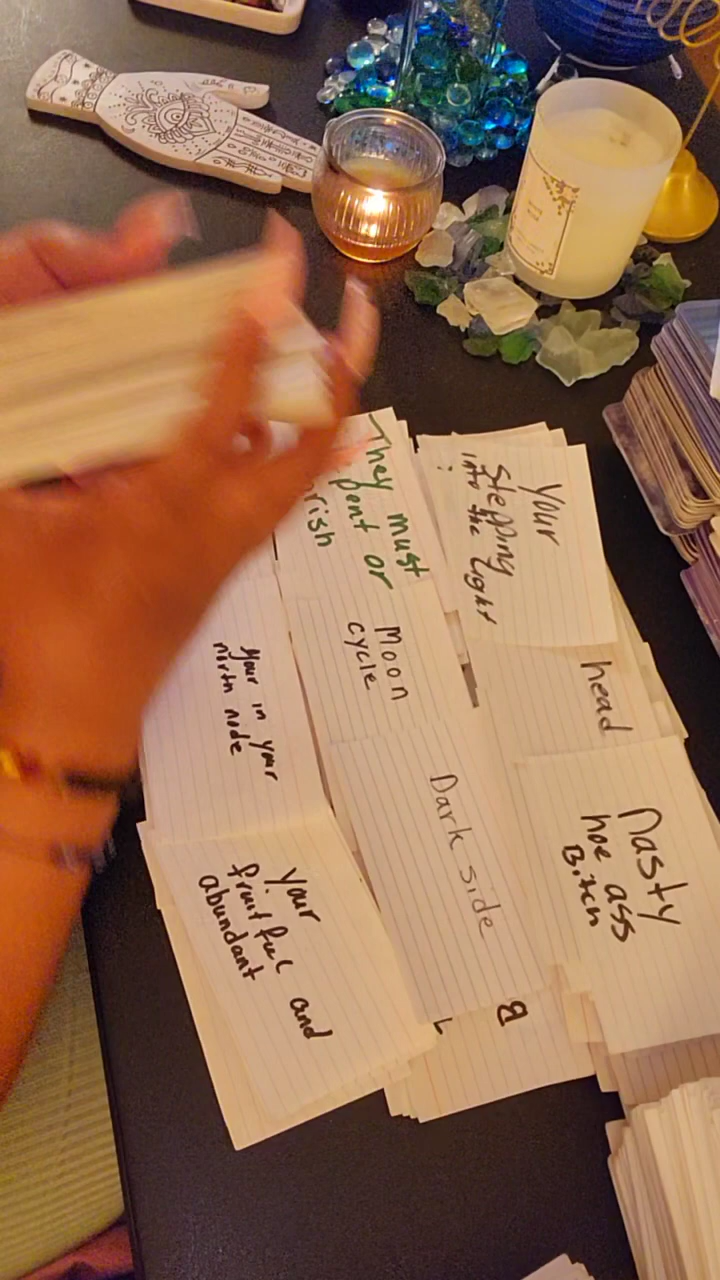 They must
pent or
rish
Your
Stepping
into the light
Moon
cycle
head
Your in your
north node
Dark side
Nasty
hoe ass
Bitch
Your
fruitful and
abundant
B